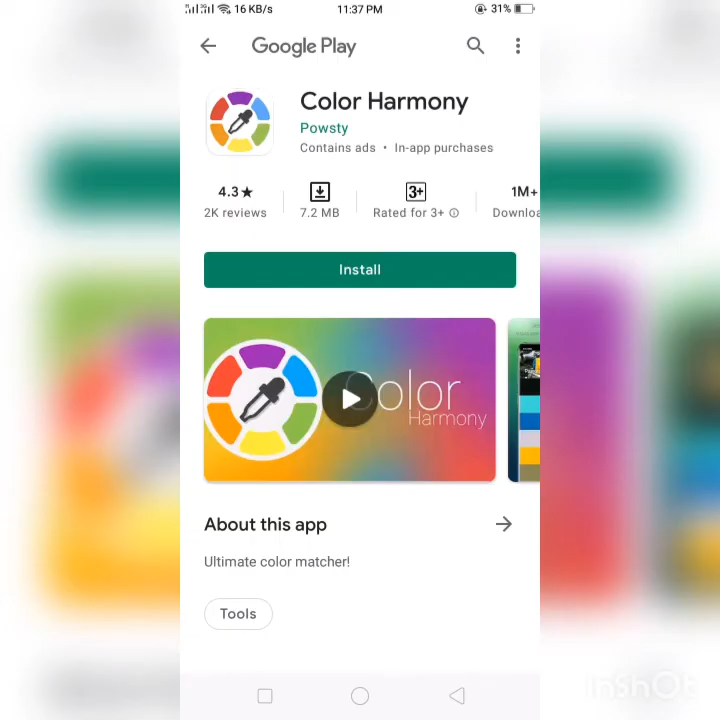 16 KB/s 11:37 PM 31%
Google Play
Color Harmony
Powsty
Contains ads • In-app purchases
4.3★ 3+ 1M+
2K reviews 7.2 MB Rated for 3+ Downloa
Install
Color
Harmony
About this app
Ultimate color matcher!
Tools
InShOt